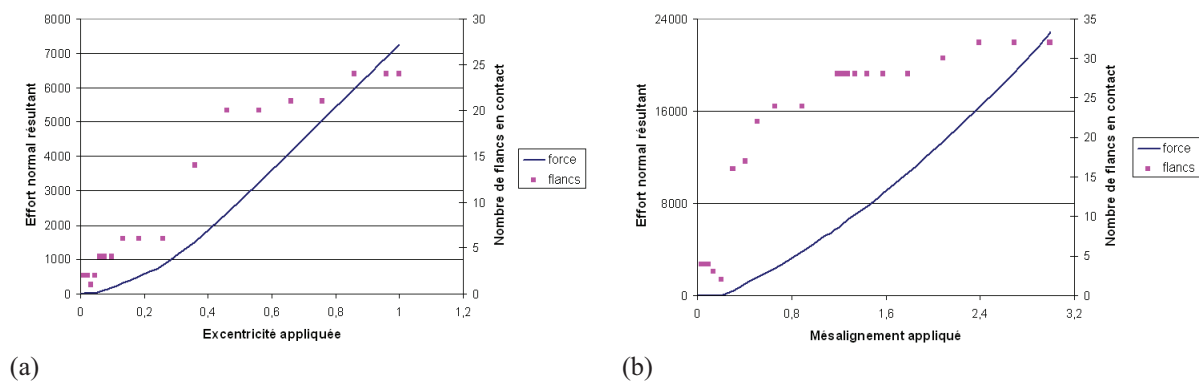 8000
7000
6000
5000
4000
3000
2000
1000
0
Effort normal résultant
30
25
20
15
10
5
0
Nombre de flancs en contact
0 0,2 0,4 0,6 0,8 1 1,2
Excentricité appliquée
force
flancs
(a)
24000
16000
8000
0
Effort normal résultant
35
30
25
20
15
10
5
0
Nombre de flancs en contact
0 0,8 1,6 2,4 3,2
Mésalignement appliqué
force
flancs
(b)